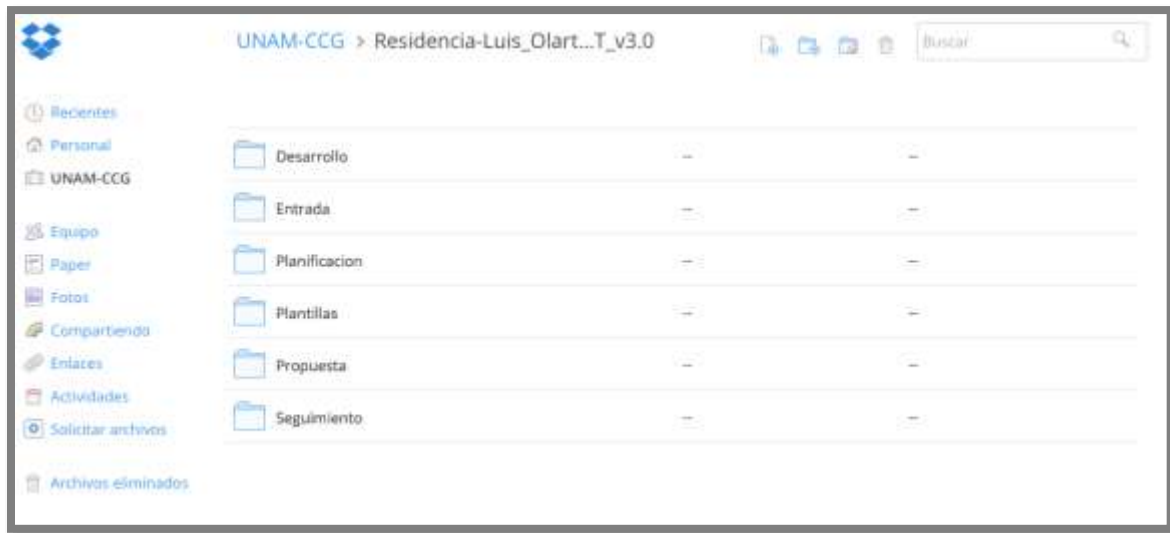 UNAM-CCG > Residencia-Luis_Olart...T_v3.0
Buscar
Recientes
Personal
UNAM-CCG
Equipo
Paper
Fotos
Compartiendo
Enlaces
Actividades
Solicitar archivos
Archivos eliminados
Desarrollo -- --
Entrada -- --
Planificacion -- --
Plantillas -- --
Propuesta -- --
Seguimiento -- --